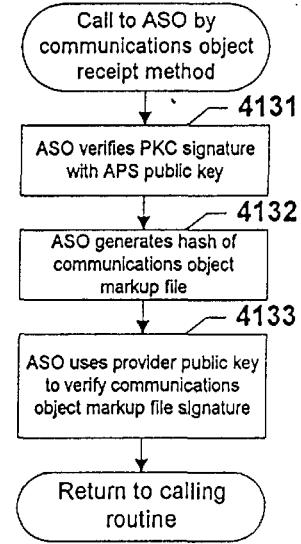 Call to ASO by
communications object
receipt method
4131
ASO verifies PKC signature
with APS public key
4132
ASO generates hash of
communications object
markup file
4133
ASO uses provider public key
to verify communications
object markup file signature
Return to calling
routine